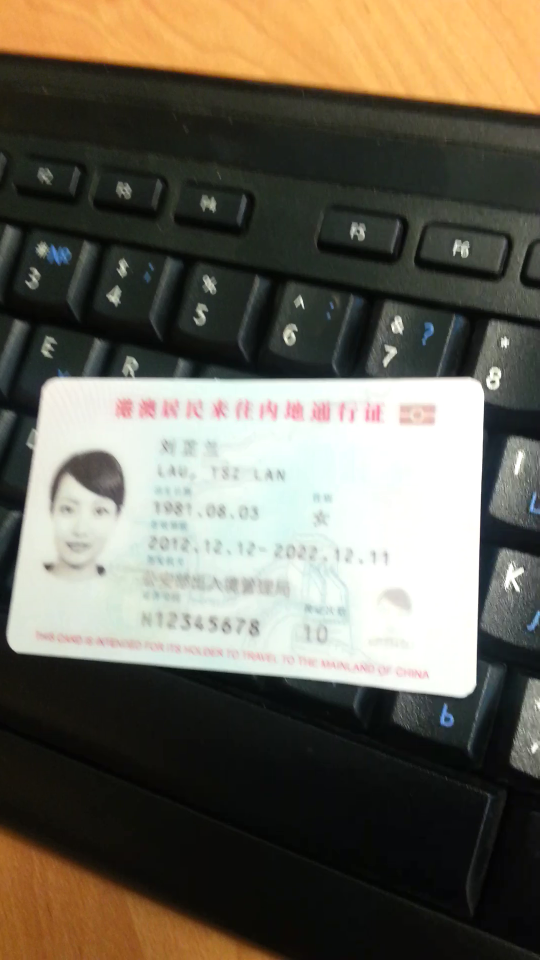 F2 F3 F4 F5 F6
# NR 3 $ 4 % 5 ^ 6 & ? 7 * 8
E R
I
K
b
港澳居民来往内地通行证
LAU, TSZ LAN
1981.08.03
女
2012.12.12-2022.12.11
公安部出入境管理局
H12345678
10
THIS CARD IS INTENDED FOR ITS HOLDER TO TRAVEL TO THE MAINLAND OF CHINA